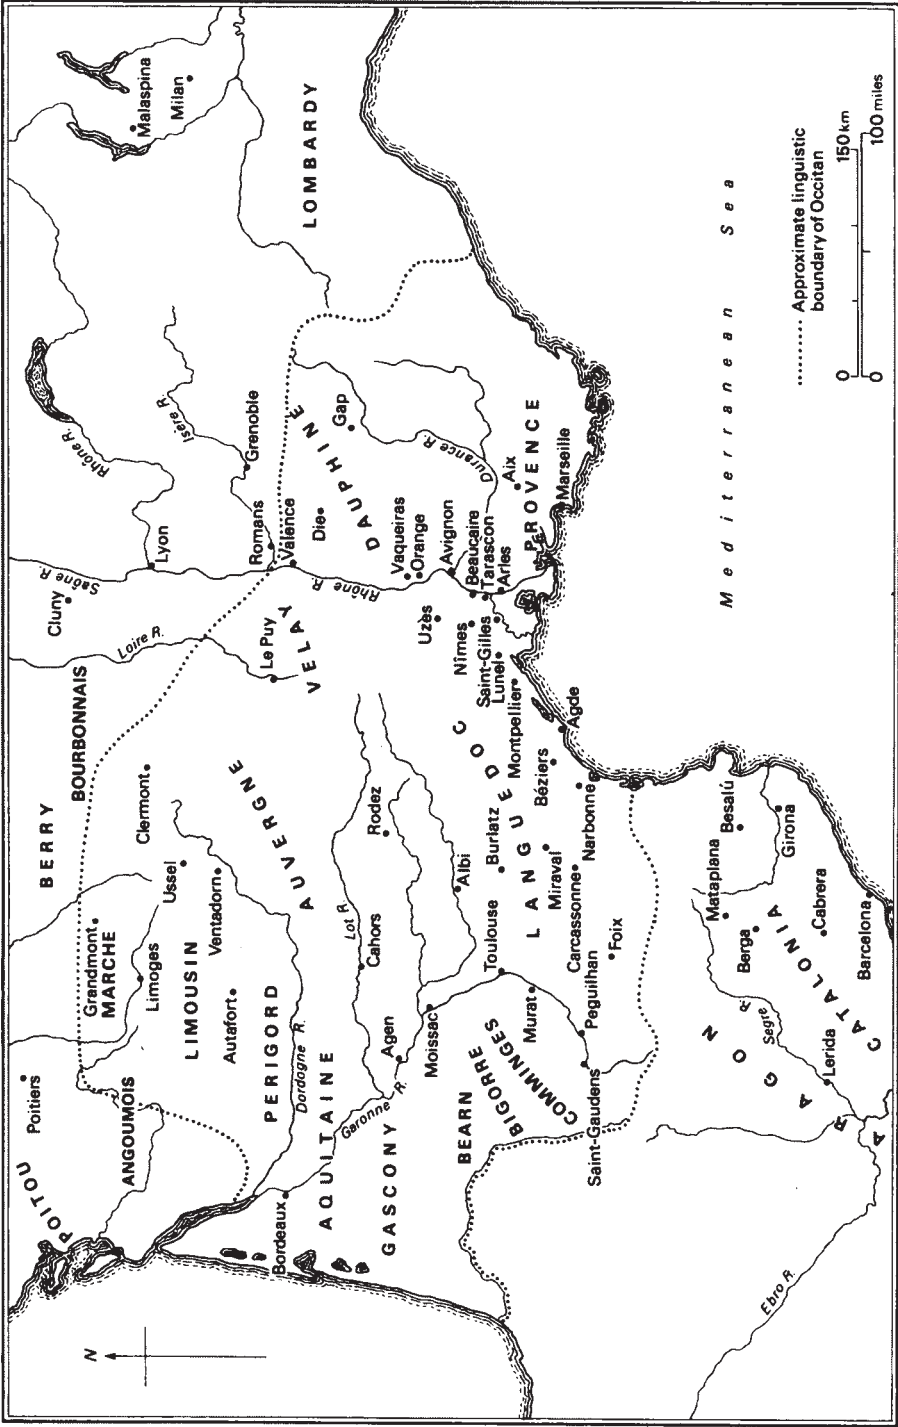 N
POITOU
Poitiers
ANGOUMOIS
BERRY
BOURBONNAIS
Grandmont
MARCHE
Limoges
LIMOUSIN
Ussel
Clermont
Ventadorn
Autafort
PERIGORD
Dordogne R.
AUVERGNE
Bordeaux
AQUITAINE
Garonne R.
GASCONY
Agen
Lot R.
Cahors
Rodez
Moissac
Albi
BEARN
BIGORRE
COMMINGES
Toulouse
Burlatz
LANGUEDOC
Murat
Miraval
Peguilhan
Carcassonne
Narbonne
Béziers
Foix
Saint-Gaudens
Agde
Montpellier
Lunel
Saint-Gilles
Nîmes
Uzès
Cluny
Saône R.
Loire R.
Lyon
Rhône R.
Isère R.
Le Puy
VELAY
Romans
Grenoble
Valence
Die
DAUPHINE
Gap
Rhône R.
Vaqueiras
Orange
Avignon
Durance R.
Beaucaire
Tarascon
Arles
Aix
PROVENCE
Marseille
Malaspina
Milan
LOMBARDY
Mediterranean Sea
ARAGON
Segre R.
Lerida
Ebro R.
CATALONIA
Mataplana
Besalú
Berga
Girona
Cabrera
Barcelona
Approximate linguistic
boundary of Occitan
0 150 km
0 100 miles